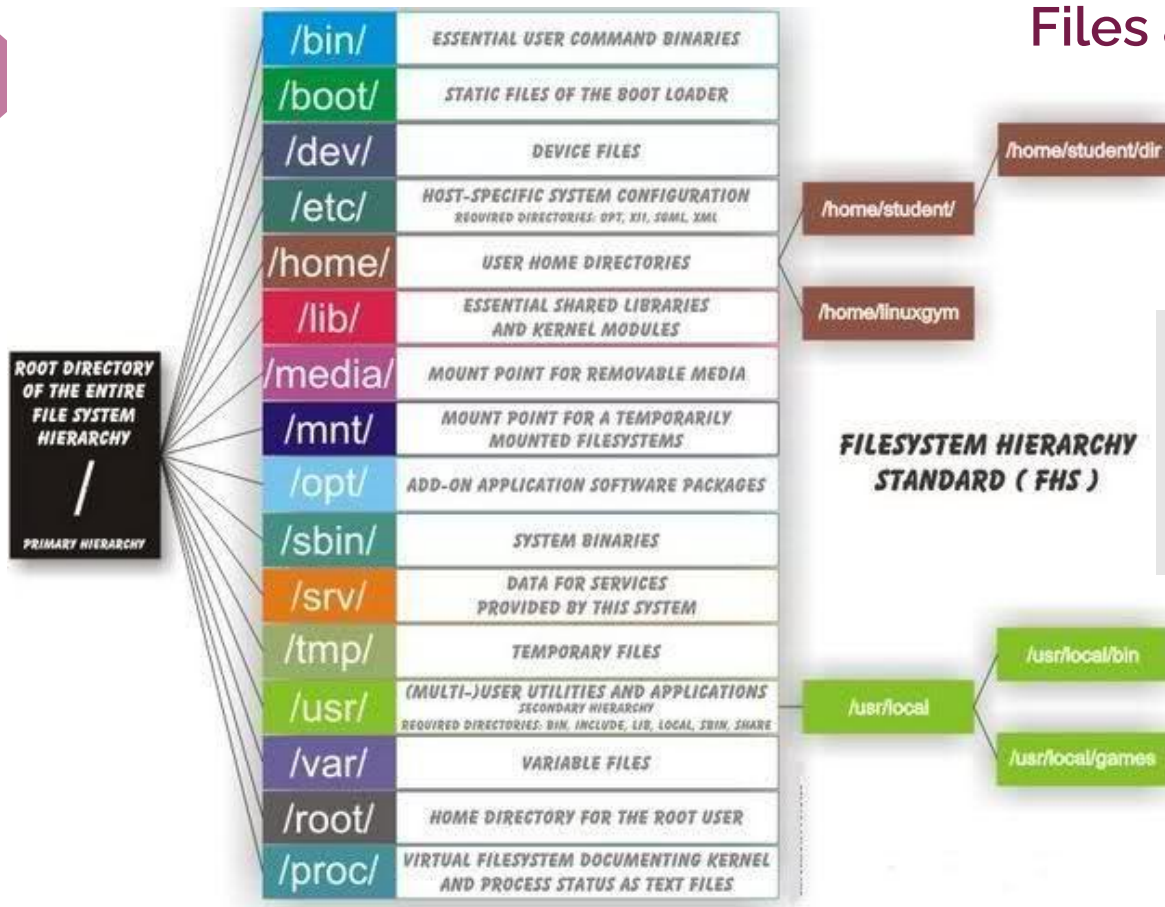 Files
ROOT DIRECTORY
OF THE ENTIRE
FILE SYSTEM
HIERARCHY
/
PRIMARY HIERARCHY
/bin/
ESSENTIAL USER COMMAND BINARIES
/boot/
STATIC FILES OF THE BOOT LOADER
/dev/
DEVICE FILES
/etc/
HOST-SPECIFIC SYSTEM CONFIGURATION
REQUIRED DIRECTORIES: OPT, XII, SGML, XML
/home/
USER HOME DIRECTORIES
/lib/
ESSENTIAL SHARED LIBRARIES
AND KERNEL MODULES
/media/
MOUNT POINT FOR REMOVABLE MEDIA
/mnt/
MOUNT POINT FOR A TEMPORARILY
MOUNTED FILESYSTEMS
/opt/
ADD-ON APPLICATION SOFTWARE PACKAGES
/sbin/
SYSTEM BINARIES
/srv/
DATA FOR SERVICES
PROVIDED BY THIS SYSTEM
/tmp/
TEMPORARY FILES
/usr/
(MULTI-)USER UTILITIES AND APPLICATIONS
SECONDARY HIERARCHY
REQUIRED DIRECTORIES: BIN, INCLUDE, LIB, LOCAL, SBIN, SHARE
/var/
VARIABLE FILES
/root/
HOME DIRECTORY FOR THE ROOT USER
/proc/
VIRTUAL FILESYSTEM DOCUMENTING KERNEL
AND PROCESS STATUS AS TEXT FILES
/home/student/
/home/student/dir
/home/linuxgym
FILESYSTEM HIERARCHY
STANDARD ( FHS )
/usr/local
/usr/local/bin
/usr/local/games